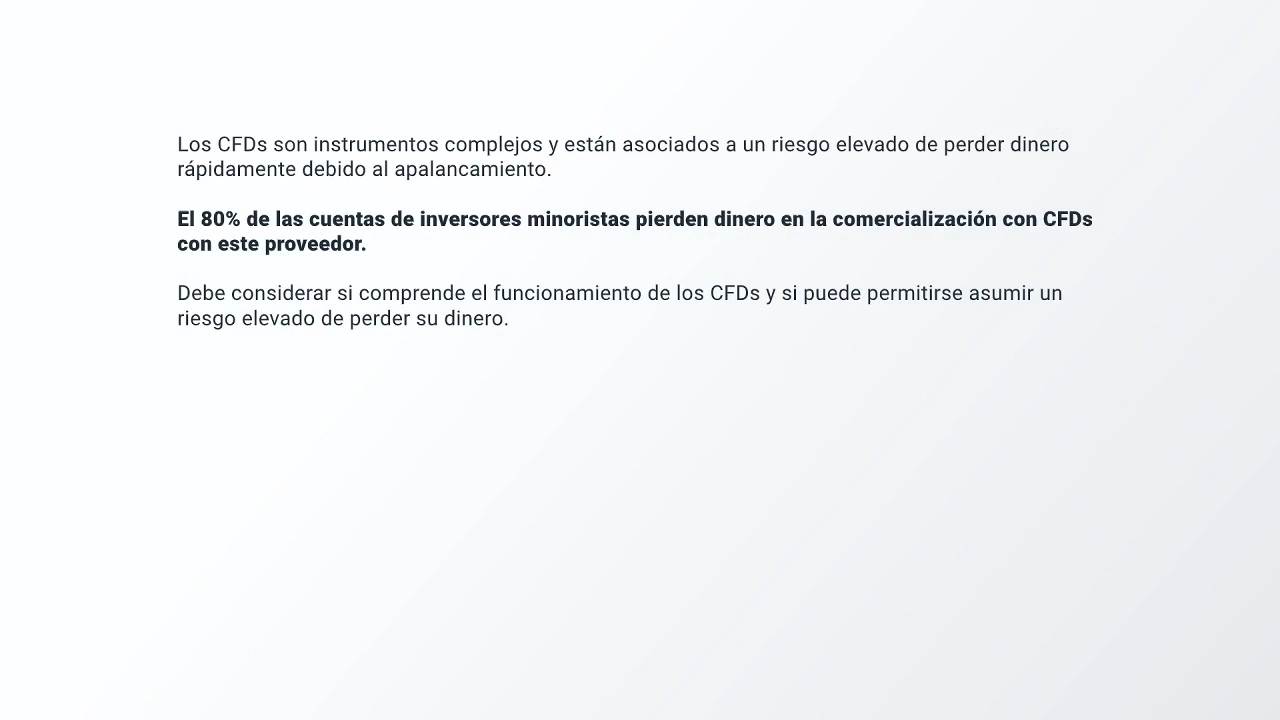 Los CFDs son instrumentos complejos y están asociados a un riesgo elevado de perder dinero
rápidamente debido al apalancamiento.
El 80% de las cuentas de inversores minoristas pierden dinero en la comercialización con CFDs
con este proveedor.
Debe considerar si comprende el funcionamiento de los CFDs y si puede permitirse asumir un
riesgo elevado de perder su dinero.